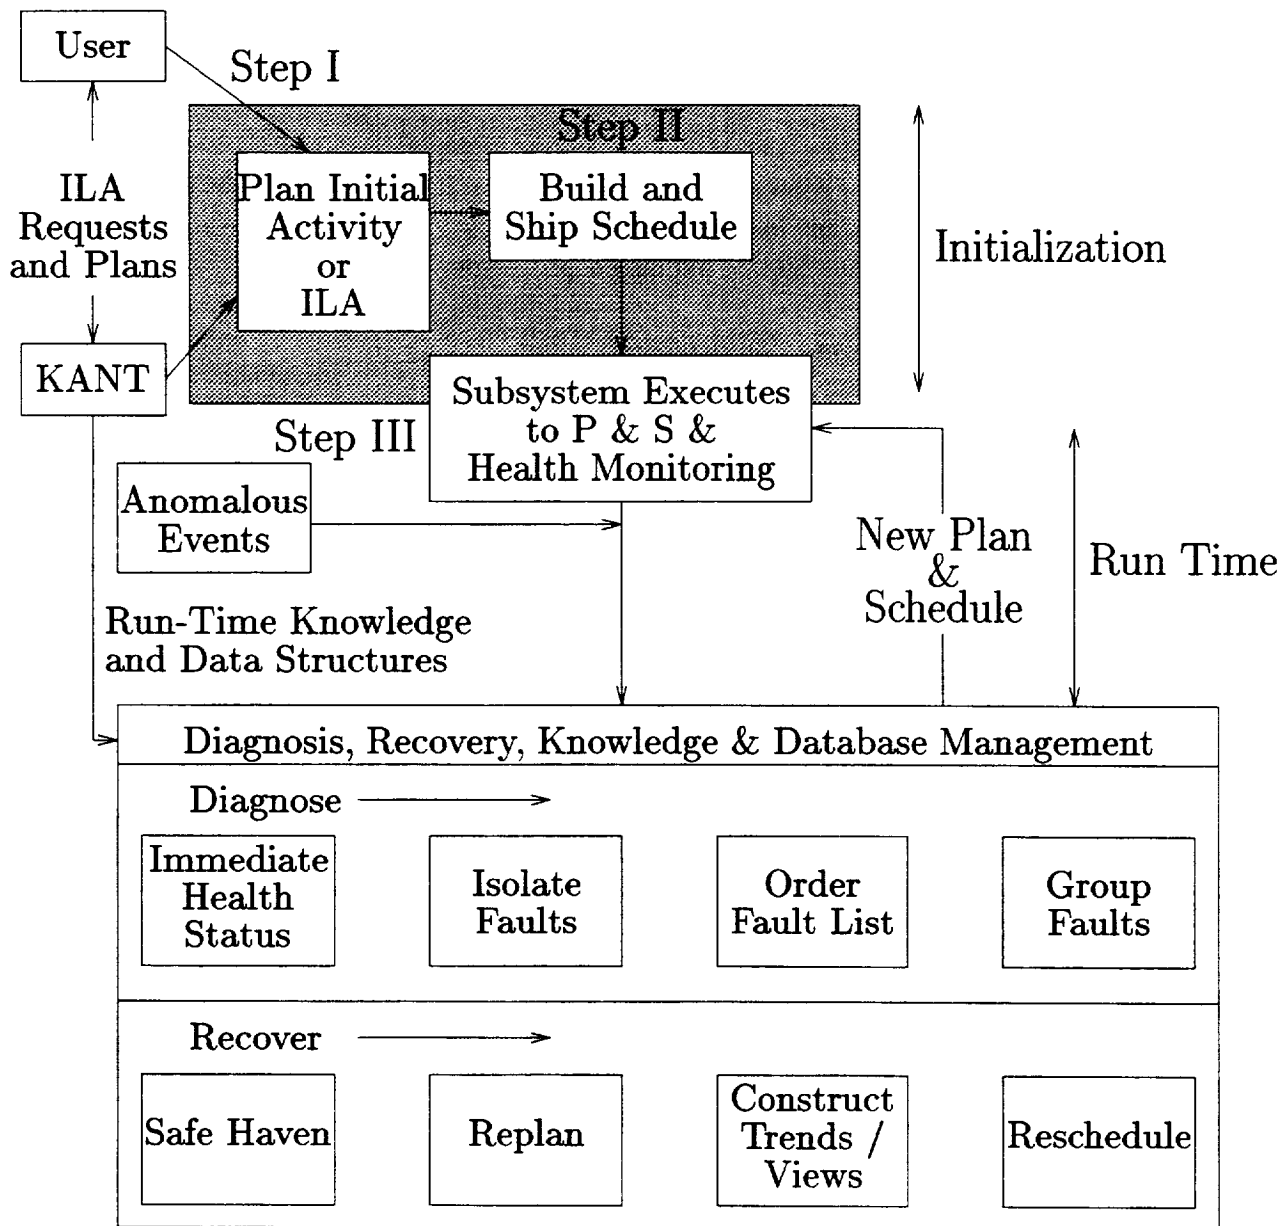 User
Step I
Step II
Plan Initial
Activity
or
ILA
Build and
Ship Schedule
ILA
Requests
and Plans
Initialization
KANT
Subsystem Executes
to P & S &
Health Monitoring
Step III
Anomalous
Events
New Plan
&
Schedule
Run Time
Run-Time Knowledge
and Data Structures
Diagnosis, Recovery, Knowledge & Database Management
Diagnose
Immediate
Health
Status
Isolate
Faults
Order
Fault List
Group
Faults
Recover
Safe Haven
Replan
Construct
Trends /
Views
Reschedule